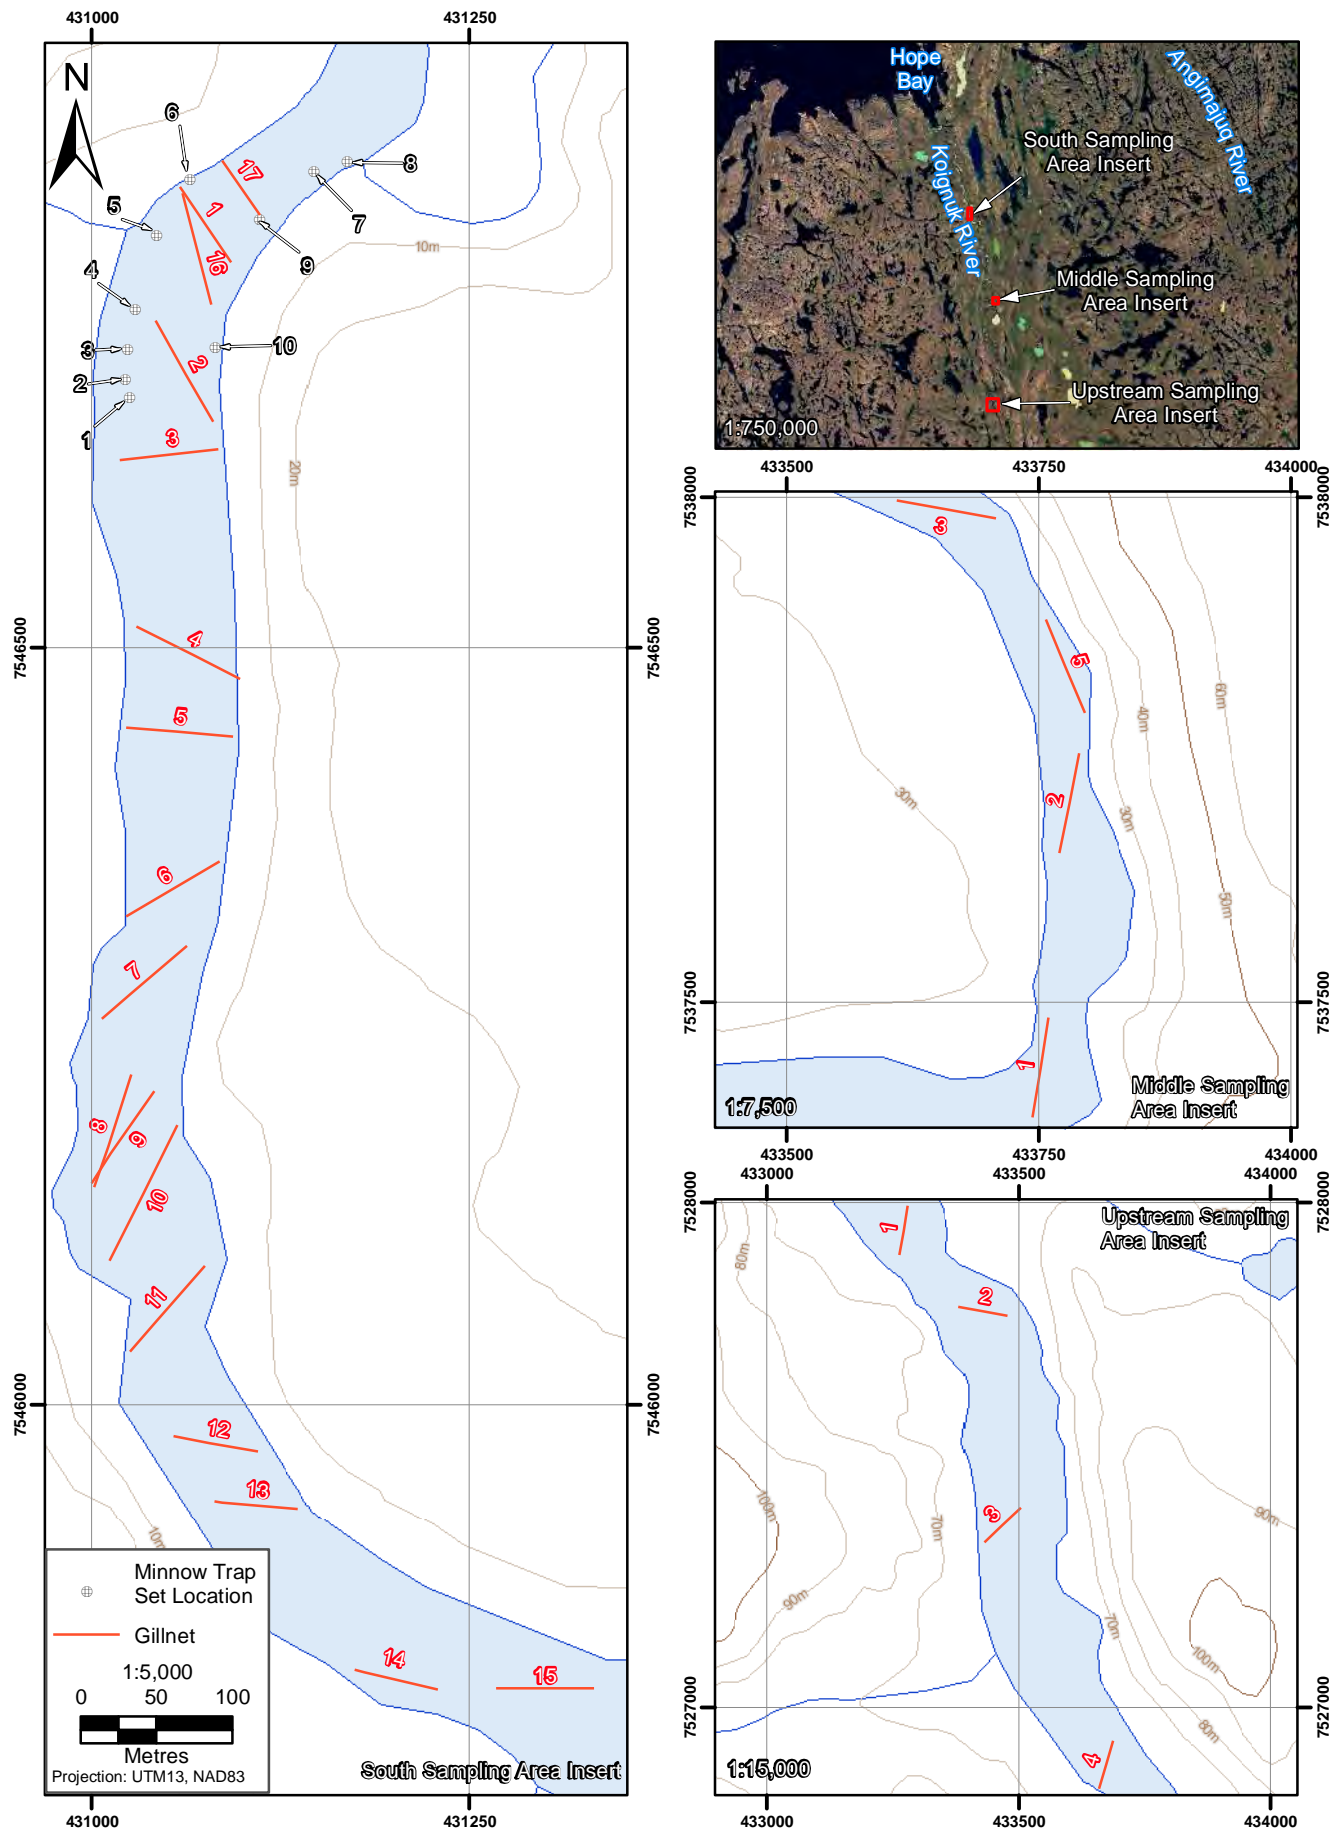 431000
431250
N
6
17
8
5
1
7
16
9
10m
4
3
10
2
2
1
3
20m
7546500
4
7546500
5
6
7
8
9
10
11
7546000
12
7546000
13
10m
Minnow Trap
Set Location
Gillnet
1:5,000
0 50 100
Metres
Projection: UTM13, NAD83
14
15
South Sampling Area Insert
431000
431250
Hope
Bay
Angimajuq River
Koignuk River
South Sampling
Area Insert
Middle Sampling
Area Insert
Upstream Sampling
Area Insert
1:750,000
433500
433750
434000
7538000
7538000
3
5
60m
40m
2
30m
30m
50m
7537500
7537500
1
1:7,500
Middle Sampling
Area Insert
433500
433750
434000
433000
433500
434000
7528000
7528000
1
Upstream Sampling
Area Insert
80m
2
100m
3
70m
90m
90m
70m
100m
7527000
7527000
80m
4
1:15,000
433000
433500
434000